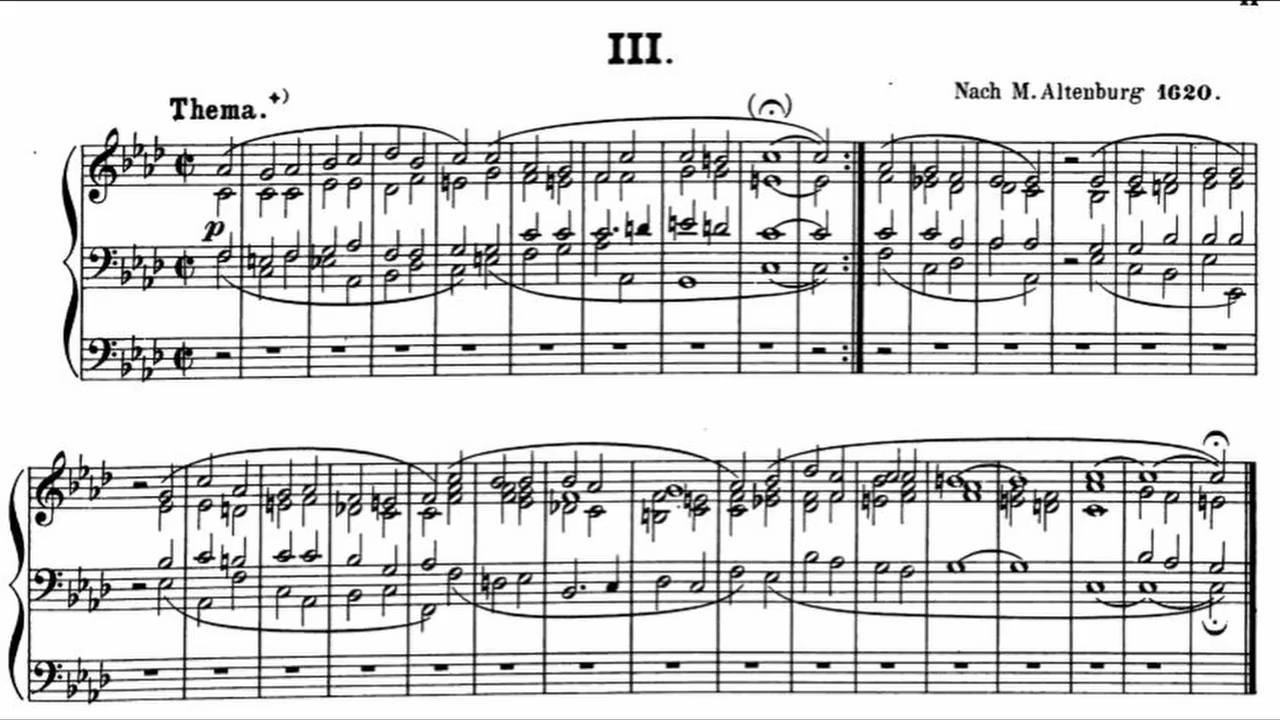 III.
Thema.+)
Nach M. Altenburg 1620.
p